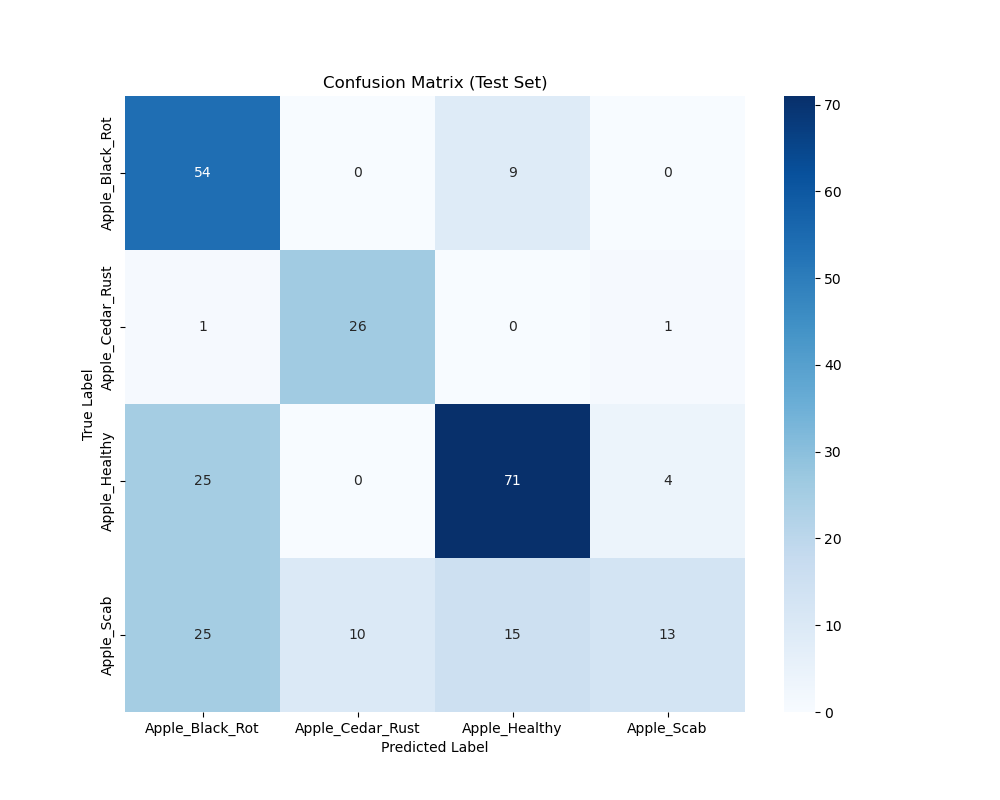 Confusion Matrix (Test Set)
True Label
Apple_Black_Rot
54 0 9 0
Apple_Cedar_Rust
1 26 0 1
Apple_Healthy
25 0 71 4
Apple_Scab
25 10 15 13
Apple_Black_Rot Apple_Cedar_Rust Apple_Healthy Apple_Scab
Predicted Label
70
60
50
40
30
20
10
0